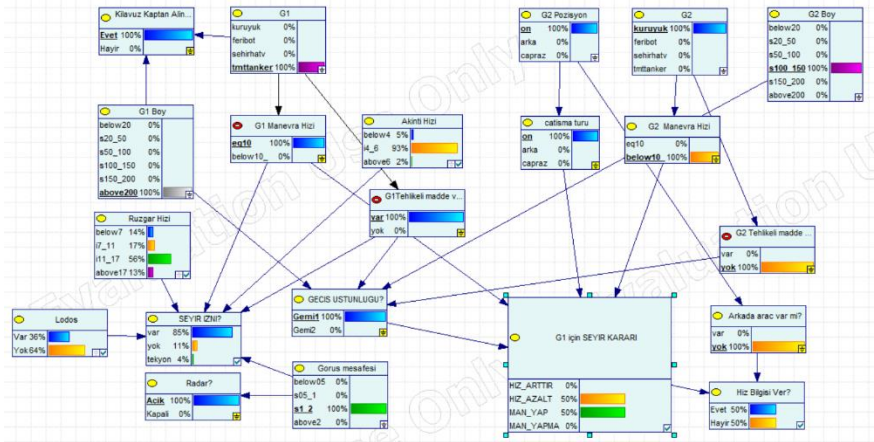 Kilavuz Kaptan Alin...
Evet 100%
Hayir 0%
G1
kuruyuk 0%
feribot 0%
sehirhatv 0%
tmttanker 100%
G2 Pozisyon
on 100%
arka 0%
capraz 0%
G2
kuruyuk 100%
feribot 0%
sehirhatv 0%
tmttanker 0%
G2 Boy
below20 0%
s20_50 0%
s50_100 0%
s100_150 100%
s150_200 0%
above200 0%
G1 Boy
below20 0%
s20_50 0%
s50_100 0%
s100_150 0%
s150_200 0%
above200 100%
G1 Manevra Hizi
eq10 100%
below10_ 0%
Akinti Hizi
below4 5%
i4_6 93%
above6 2%
catisma turu
on 100%
arka 0%
capraz 0%
G2 Manevra Hizi
eq10 0%
below10_ 100%
G1Tehlikeli madde v...
var 100%
yok 0%
Ruzgar Hizi
below7 14%
i7_11 17%
i11_17 56%
above17 13%
G2 Tehlikeli madde ...
var 0%
yok 100%
Lodos
Var 36%
Yok 64%
SEYIR IZNI?
var 85%
yok 11%
tekyon 4%
GECIS USTUNLUGU?
Gemi1 100%
Gemi2 0%
G1 için SEYIR KARARI
HIZ_ARTTIR 0%
HIZ_AZALT 50%
MAN_YAP 50%
MAN_YAPMA 0%
Arkada arac var mi?
var 0%
yok 100%
Radar?
Acik 100%
Kapali 0%
Gorus mesafesi
below05 0%
s05_1 0%
s1_2 100%
above2 0%
Hiz Bilgisi Ver?
Evet 50%
Hayir 50%